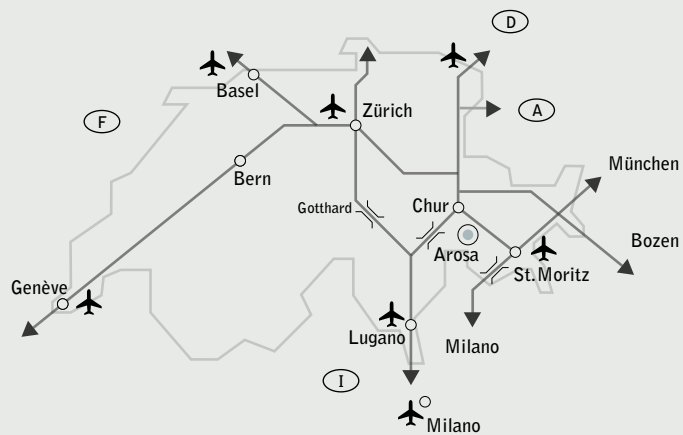 D
Basel
Zürich
F
A
Bern
München
Gotthard
Chur
Arosa
Bozen
St. Moritz
Genève
Lugano
Milano
I
Milano